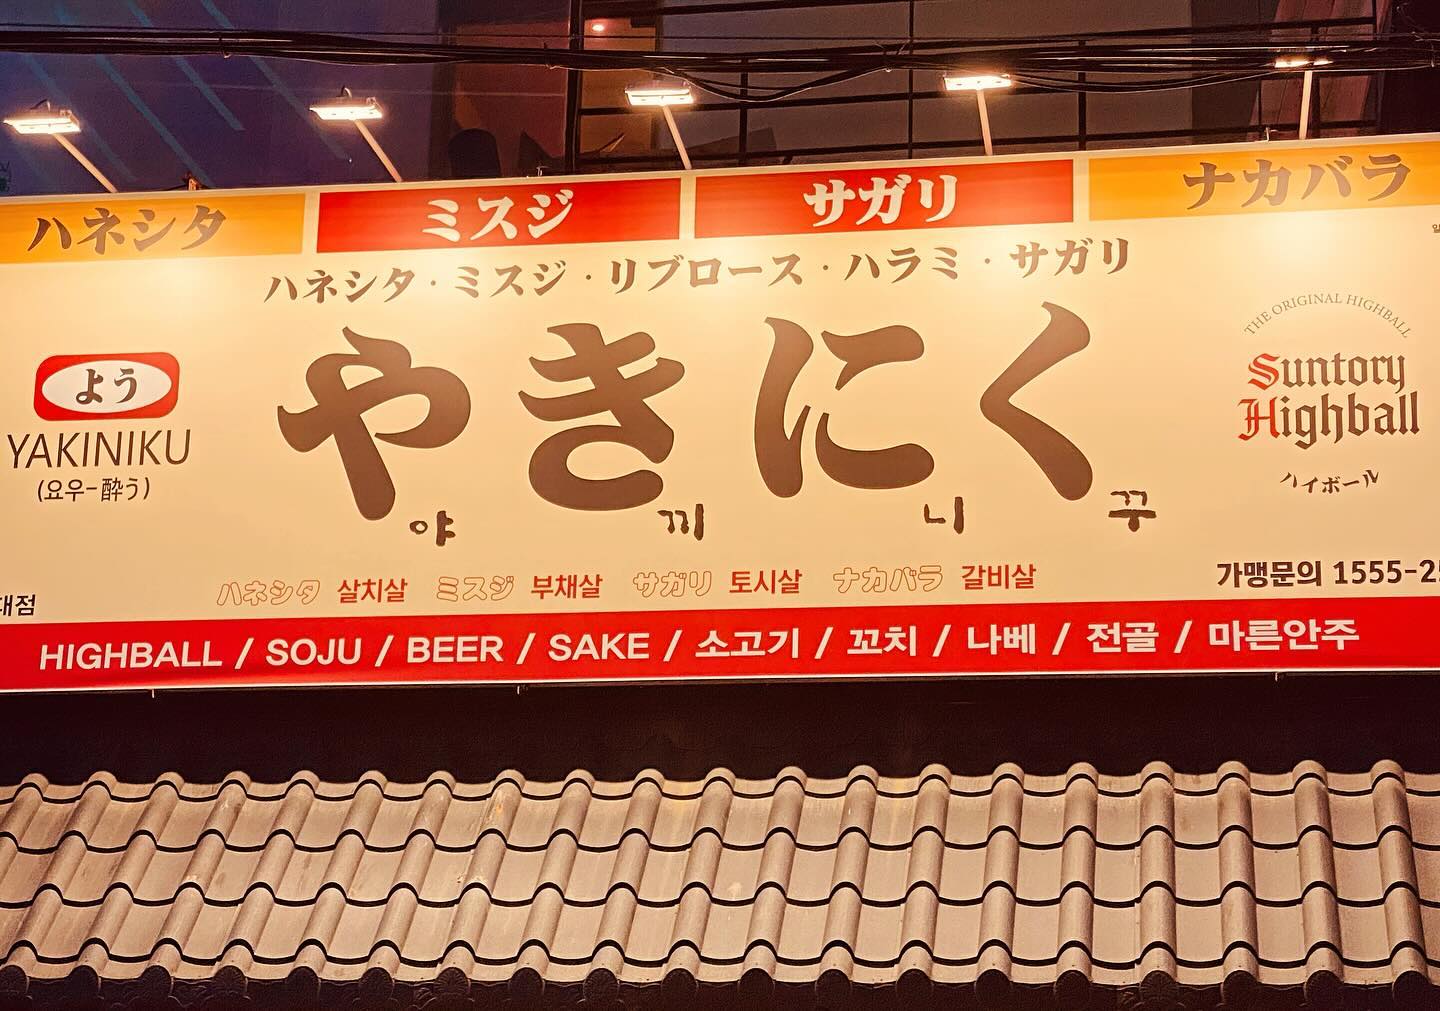 ハネシタ
ミスジ
サガリ
ナカバラ
ハネシタ・ミスジ・リブロース・ハラミ・サガリ
よう
YAKINIKU
(요우-酔う)
やきにく
야끼니꾸
THE ORIGINAL HIGHBALL
Suntory
Highball
ハイボール
ハネシタ 살치살 ミスジ 부채살 サガリ 토시살 ナカバラ 갈비살
가맹문의 1555-25
대점
HIGHBALL / SOJU / BEER / SAKE / 소고기 / 꼬치 / 나베 / 전골 / 마른안주